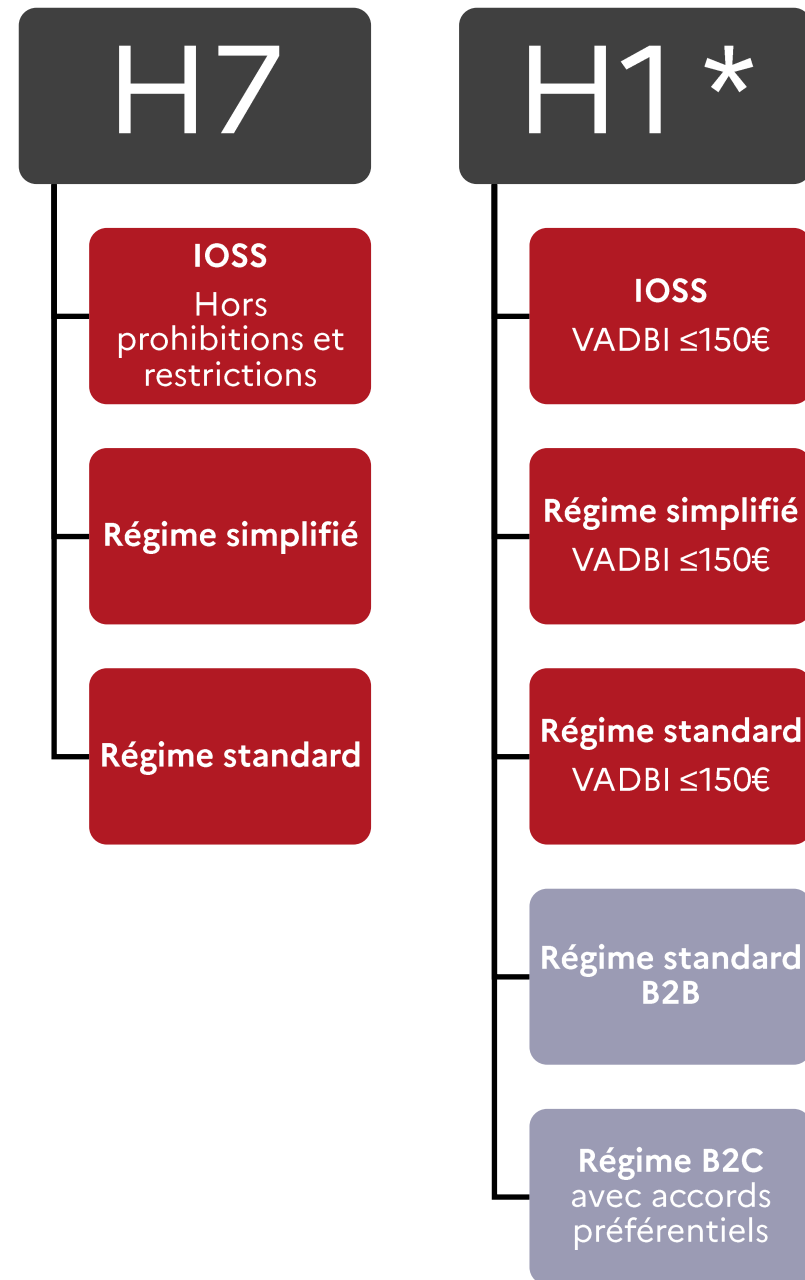 H7
IOSS
Hors
prohibitions et
restrictions
Régime simplifié
Régime standard
H1 *
IOSS
VADBI ≤150€
Régime simplifié
VADBI ≤150€
Régime standard
VADBI ≤150€
Régime standard
B2B
Régime B2C
avec accords
préférentiels